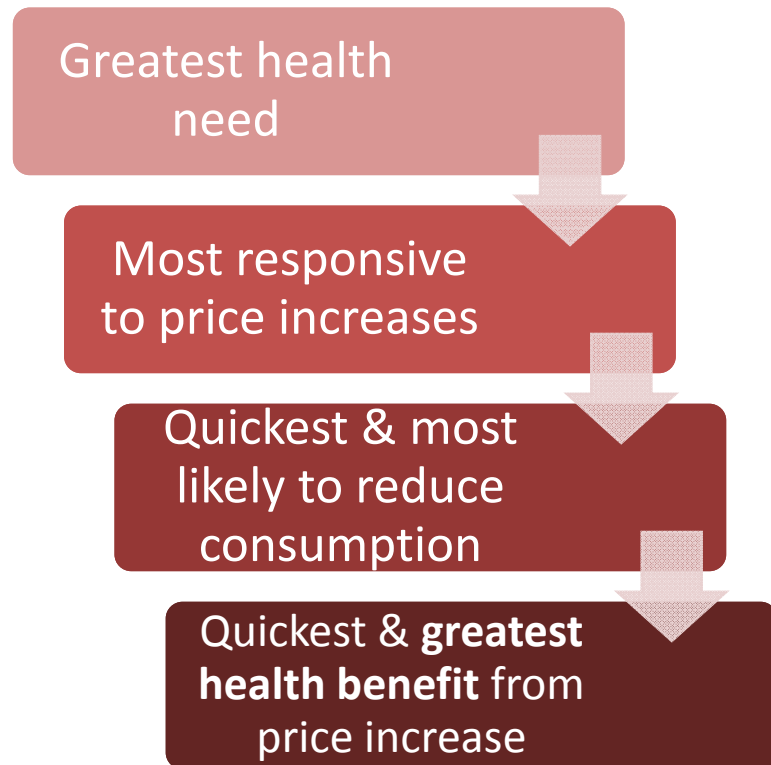 Greatest health
need
Most responsive
to price increases
Quickest & most
likely to reduce
consumption
Quickest & greatest
health benefit from
price increase